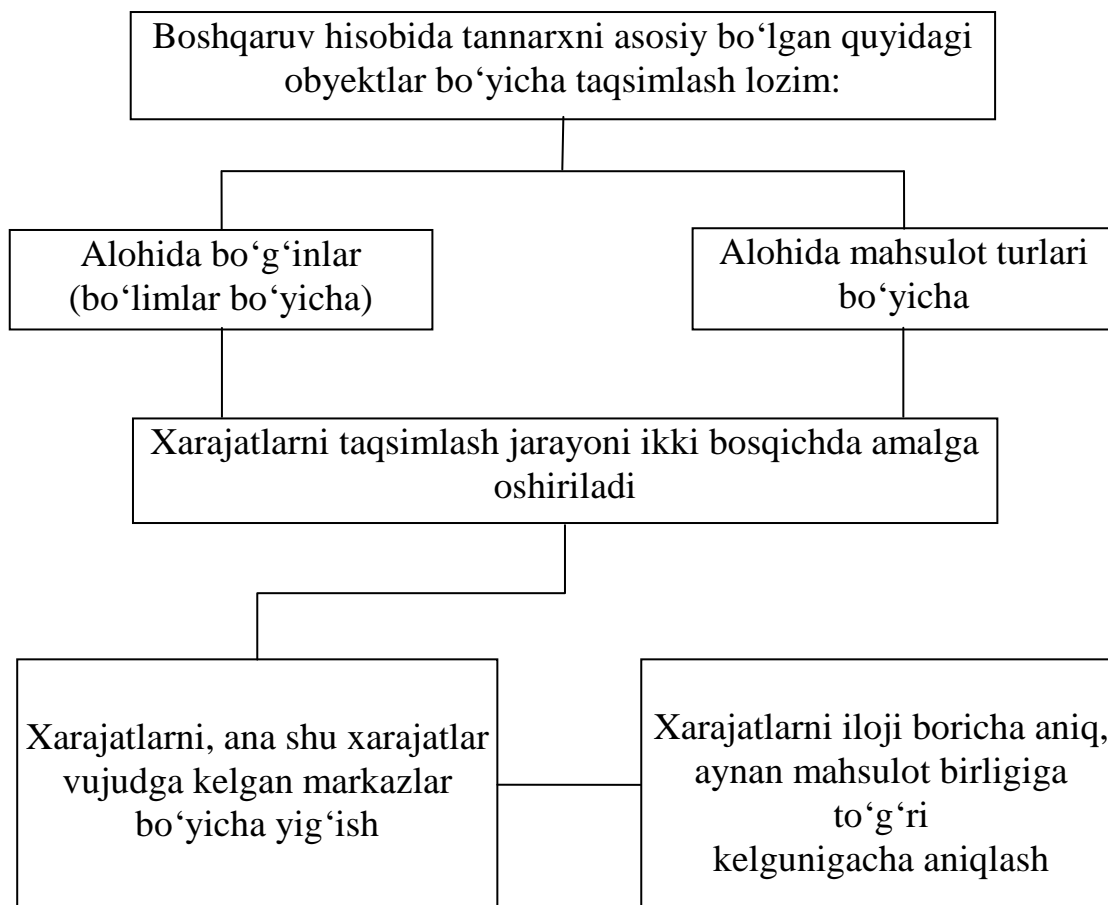 Boshqaruv hisobida tannarxni asosiy bo‘lgan quyidagi
obyektlar bo‘yicha taqsimlash lozim:
Alohida bo‘g‘inlar
(bo‘limlar bo‘yicha)
Alohida mahsulot turlari
bo‘yicha
Xarajatlarni taqsimlash jarayoni ikki bosqichda amalga
oshiriladi
Xarajatlarni, ana shu xarajatlar
vujudga kelgan markazlar
bo‘yicha yig‘ish
Xarajatlarni iloji boricha aniq,
aynan mahsulot birligiga
to‘g‘ri
kelgunigacha aniqlash